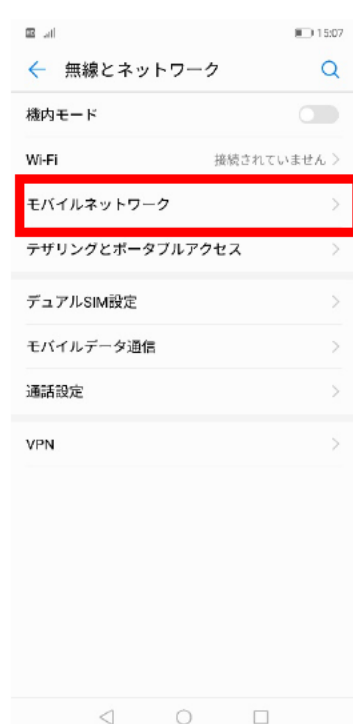 15:07
無線とネットワーク
機内モード
Wi-Fi 接続されていません
モバイルネットワーク
テザリングとポータブルアクセス
デュアルSIM設定
モバイルデータ通信
通話設定
VPN